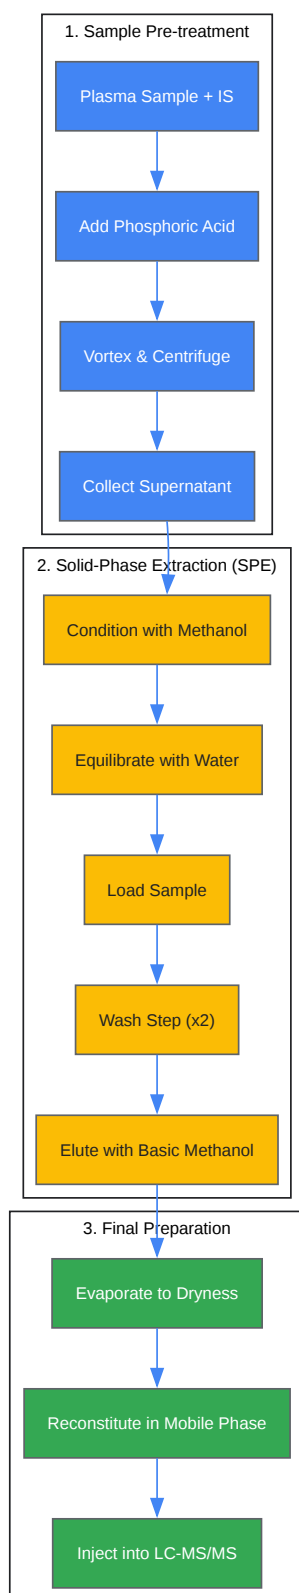 1. Sample Pre-treatment
Plasma Sample + IS
Add Phosphoric Acid
Vortex & Centrifuge
Collect Supernatant
2. Solid-Phase Extraction (SPE)
Condition with Methanol
Equilibrate with Water
Load Sample
Wash Step (x2)
Elute with Basic Methanol
3. Final Preparation
Evaporate to Dryness
Reconstitute in Mobile Phase
Inject into LC-MS/MS